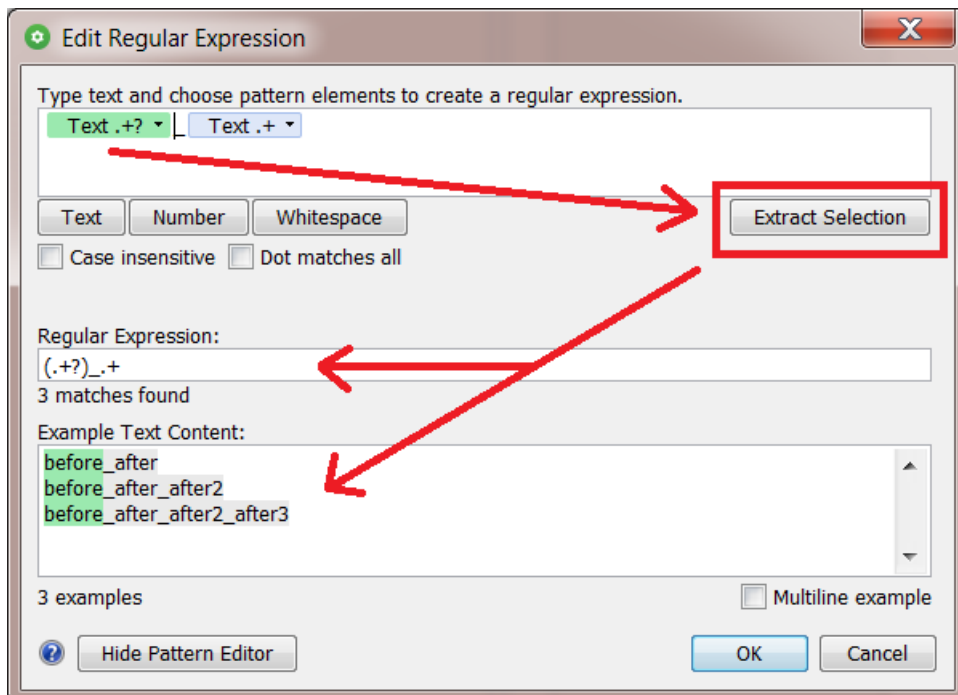 Edit Regular Expression
X
Type text and choose pattern elements to create a regular expression.
Text .+? _ Text .+
Text Number Whitespace Extract Selection
Case insensitive Dot matches all
Regular Expression:
(.+?)_.+
3 matches found
Example Text Content:
before_after
before_after_after2
before_after_after2_after3
3 examples Multiline example
? Hide Pattern Editor OK Cancel